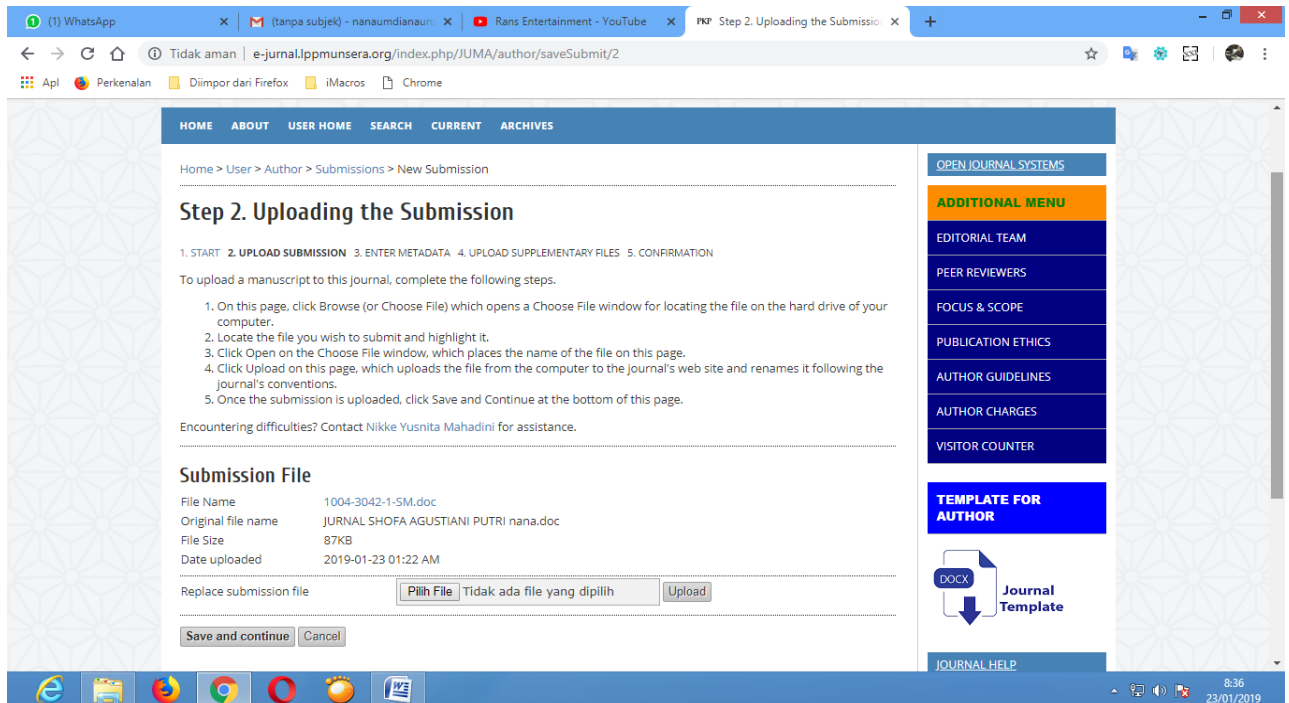 (1) WhatsApp
(tanpa subjek) - nanaumdianauns
Rans Entertainment - YouTube
PKP Step 2. Uploading the Submission
Tidak aman | e-jurnal.lppmunsera.org/index.php/JUMA/author/saveSubmit/2
Apl
Perkenalan
Diimpor dari Firefox
iMacros
Chrome
HOME ABOUT USER HOME SEARCH CURRENT ARCHIVES
Home > User > Author > Submissions > New Submission
Step 2. Uploading the Submission
1. START 2. UPLOAD SUBMISSION 3. ENTER METADATA 4. UPLOAD SUPPLEMENTARY FILES 5. CONFIRMATION
To upload a manuscript to this journal, complete the following steps.
1. On this page, click Browse (or Choose File) which opens a Choose File window for locating the file on the hard drive of your
computer.
2. Locate the file you wish to submit and highlight it.
3. Click Open on the Choose File window, which places the name of the file on this page.
4. Click Upload on this page, which uploads the file from the computer to the journal's web site and renames it following the
journal's conventions.
5. Once the submission is uploaded, click Save and Continue at the bottom of this page.
Encountering difficulties? Contact Nikke Yusnita Mahadini for assistance.
Submission File
File Name 1004-3042-1-SM.doc
Original file name JURNAL SHOFA AGUSTIANI PUTRI nana.doc
File Size 87KB
Date uploaded 2019-01-23 01:22 AM
Replace submission file Pilih File Tidak ada file yang dipilih Upload
Save and continue Cancel
OPEN JOURNAL SYSTEMS
ADDITIONAL MENU
EDITORIAL TEAM
PEER REVIEWERS
FOCUS & SCOPE
PUBLICATION ETHICS
AUTHOR GUIDELINES
AUTHOR CHARGES
VISITOR COUNTER
TEMPLATE FOR
AUTHOR
DOCX
Journal
Template
JOURNAL HELP
8:36
23/01/2019